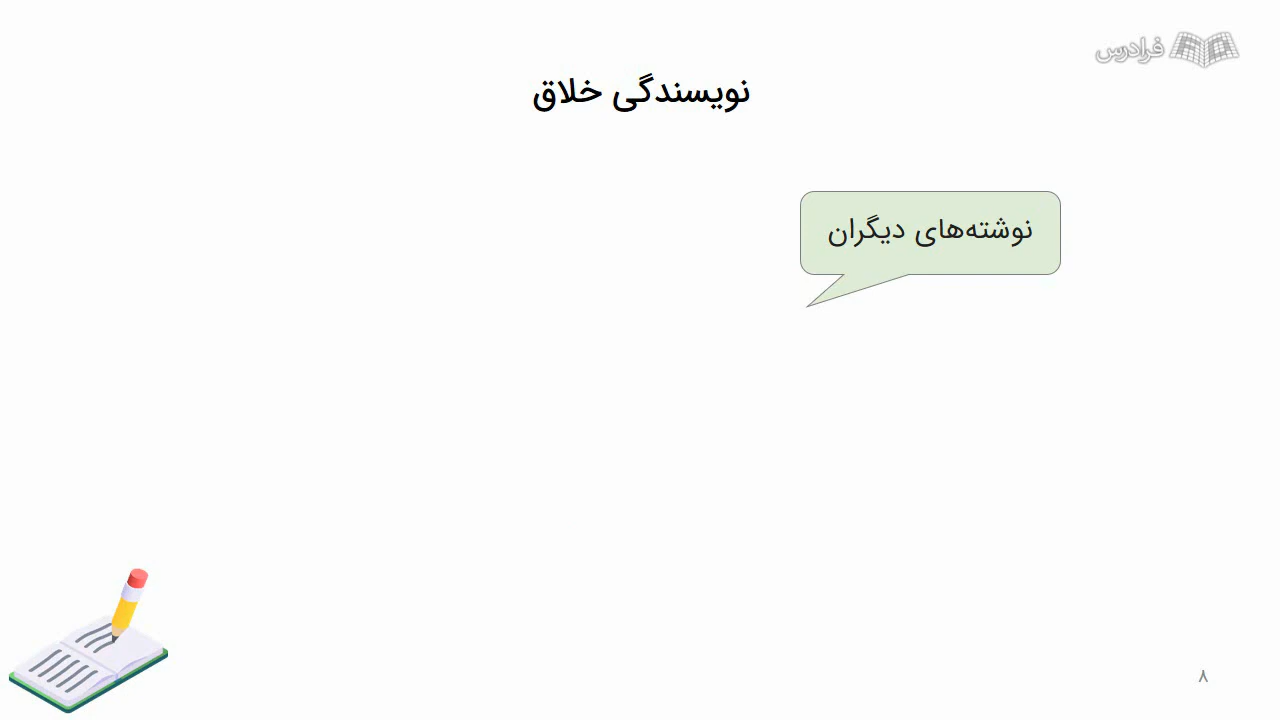 فرادرس
نویسندگی خلاق
نوشته‌های دیگران
۸